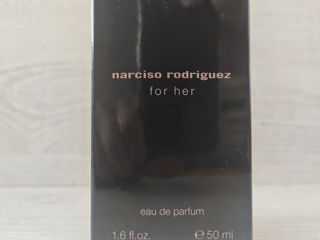 narciso rodriguez
for her
eau de parfum
1.6 fl.oz. ℮ 50 ml